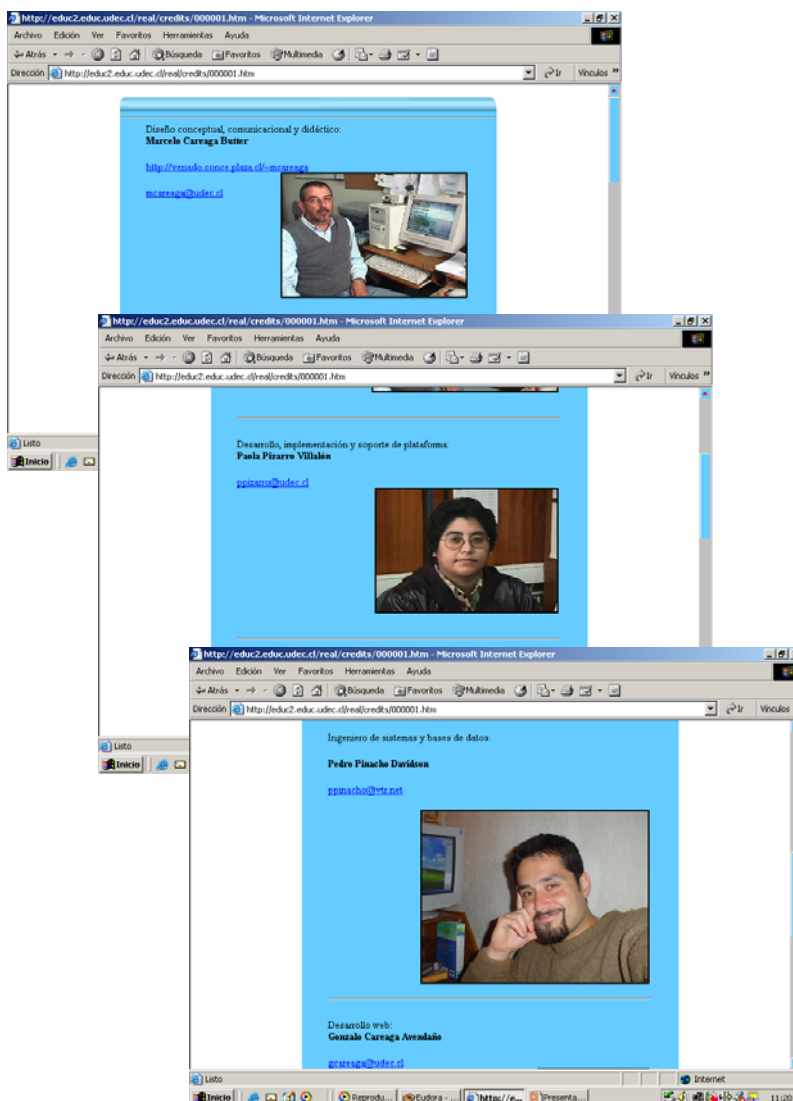 http://educ2.educ.udec.cl/real/credits/000001.htm - Microsoft Internet Explorer
Archivo Edición Ver Favoritos Herramientas Ayuda
Atrás Búsqueda Favoritos Multimedia
Dirección http://educ2.educ.udec.cl/real/credits/000001.htm Ir Vínculos »
Diseño conceptual, comunicacional y didáctico:
Marcelo Careaga Butter
http://venado.conce.plaza.cl/~mcareaga
mcareaga@udec.cl
Listo
Inicio
http://educ2.educ.udec.cl/real/credits/000001.htm - Microsoft Internet Explorer
Archivo Edición Ver Favoritos Herramientas Ayuda
Atrás Búsqueda Favoritos Multimedia
Dirección http://educ2.educ.udec.cl/real/credits/000001.htm Ir Vínculos »
Desarrollo, implementación y soporte de plataforma:
Paola Pizarro Villalón
ppizarro@udec.cl
Listo
Inicio
http://educ2.educ.udec.cl/real/credits/000001.htm - Microsoft Internet Explorer
Archivo Edición Ver Favoritos Herramientas Ayuda
Atrás Búsqueda Favoritos Multimedia
Dirección http://educ2.educ.udec.cl/real/credits/000001.htm Ir Vínculos
Ingeniero de sistemas y bases de datos:
Pedro Pinacho Davidson
ppinacho@vtr.net
Desarrollo web:
Gonzalo Careaga Avendaño
gcareaga@udec.cl
Listo Internet
Inicio Reprodu... Eudora - ... http://e... Presenta... 11:20